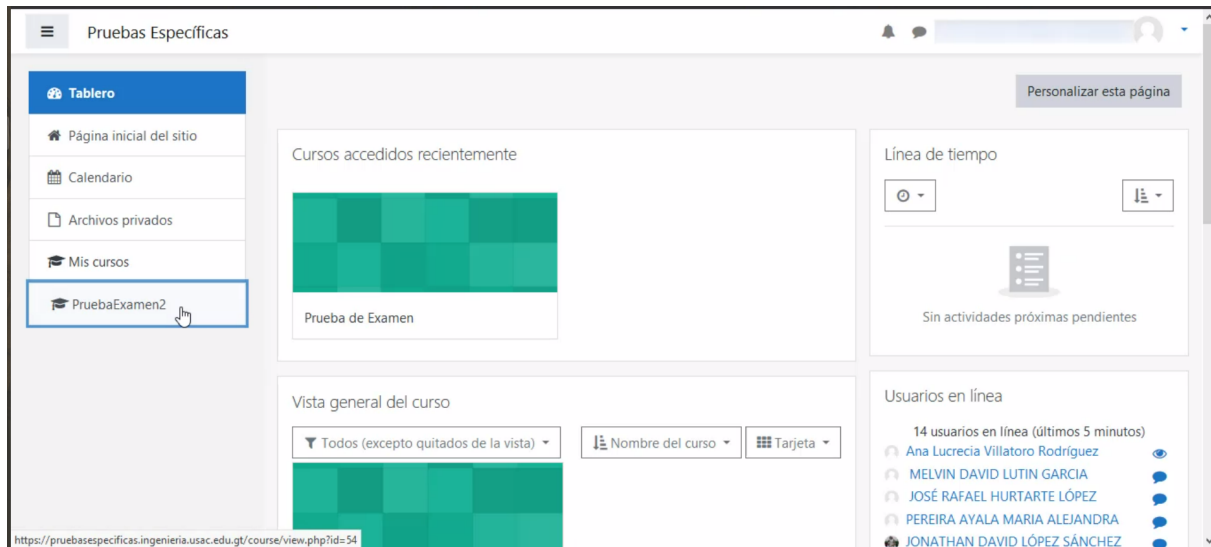 Pruebas Específicas
Tablero
Página inicial del sitio
Calendario
Archivos privados
Mis cursos
PruebaExamen2
Personalizar esta página
Cursos accedidos recientemente
Prueba de Examen
Vista general del curso
Todos (excepto quitados de la vista)
Nombre del curso
Tarjeta
Línea de tiempo
Sin actividades próximas pendientes
Usuarios en línea
14 usuarios en línea (últimos 5 minutos)
Ana Lucrecia Villatoro Rodríguez
MELVIN DAVID LUTIN GARCIA
JOSÉ RAFAEL HURTARTE LÓPEZ
PEREIRA AYALA MARIA ALEJANDRA
JONATHAN DAVID LÓPEZ SÁNCHEZ
https://pruebasespecificas.ingenieria.usac.edu.gt/course/view.php?id=54